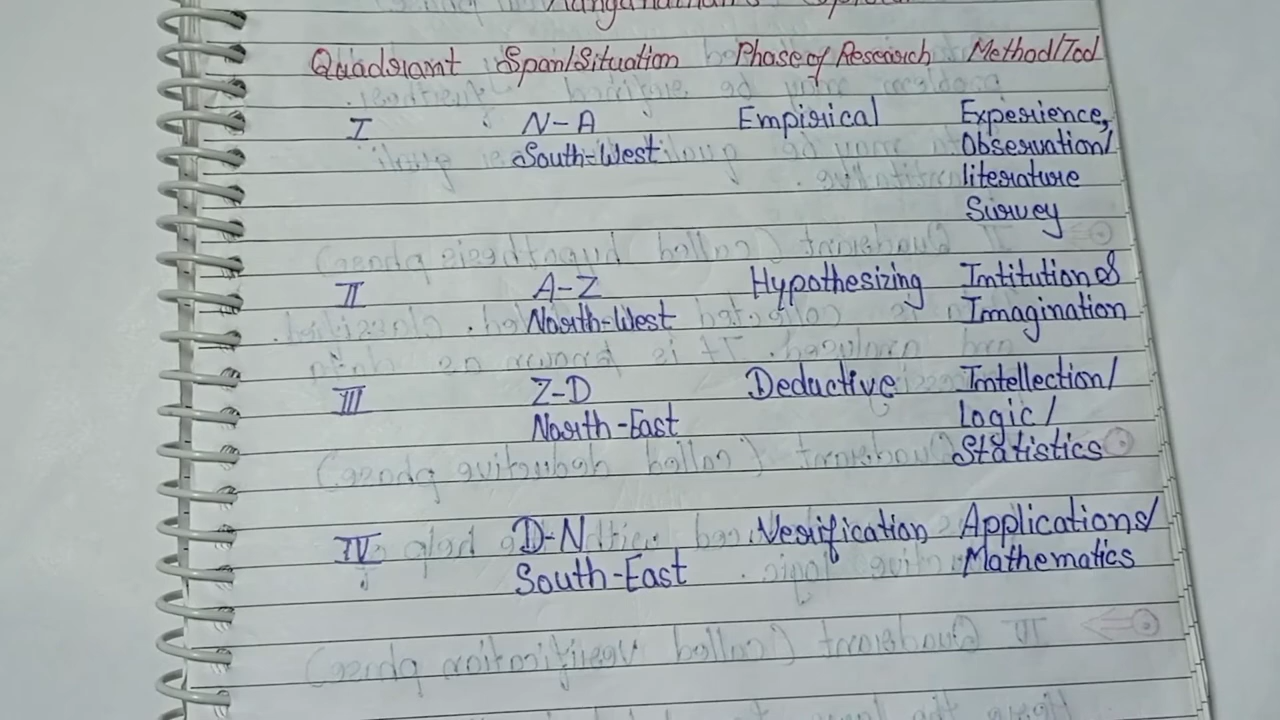 Quadrant Span/Situation Phase of Research Method/Tool
I N-A Empirical Experience,
South-West Observation/
literature
Survey
II A-Z Hypothesizing Intitution &
North-West Imagination
III Z-D Deductive Intellection/
North-East Logic/
Statistics
IV D-N Verification Applications/
South-East Mathematics